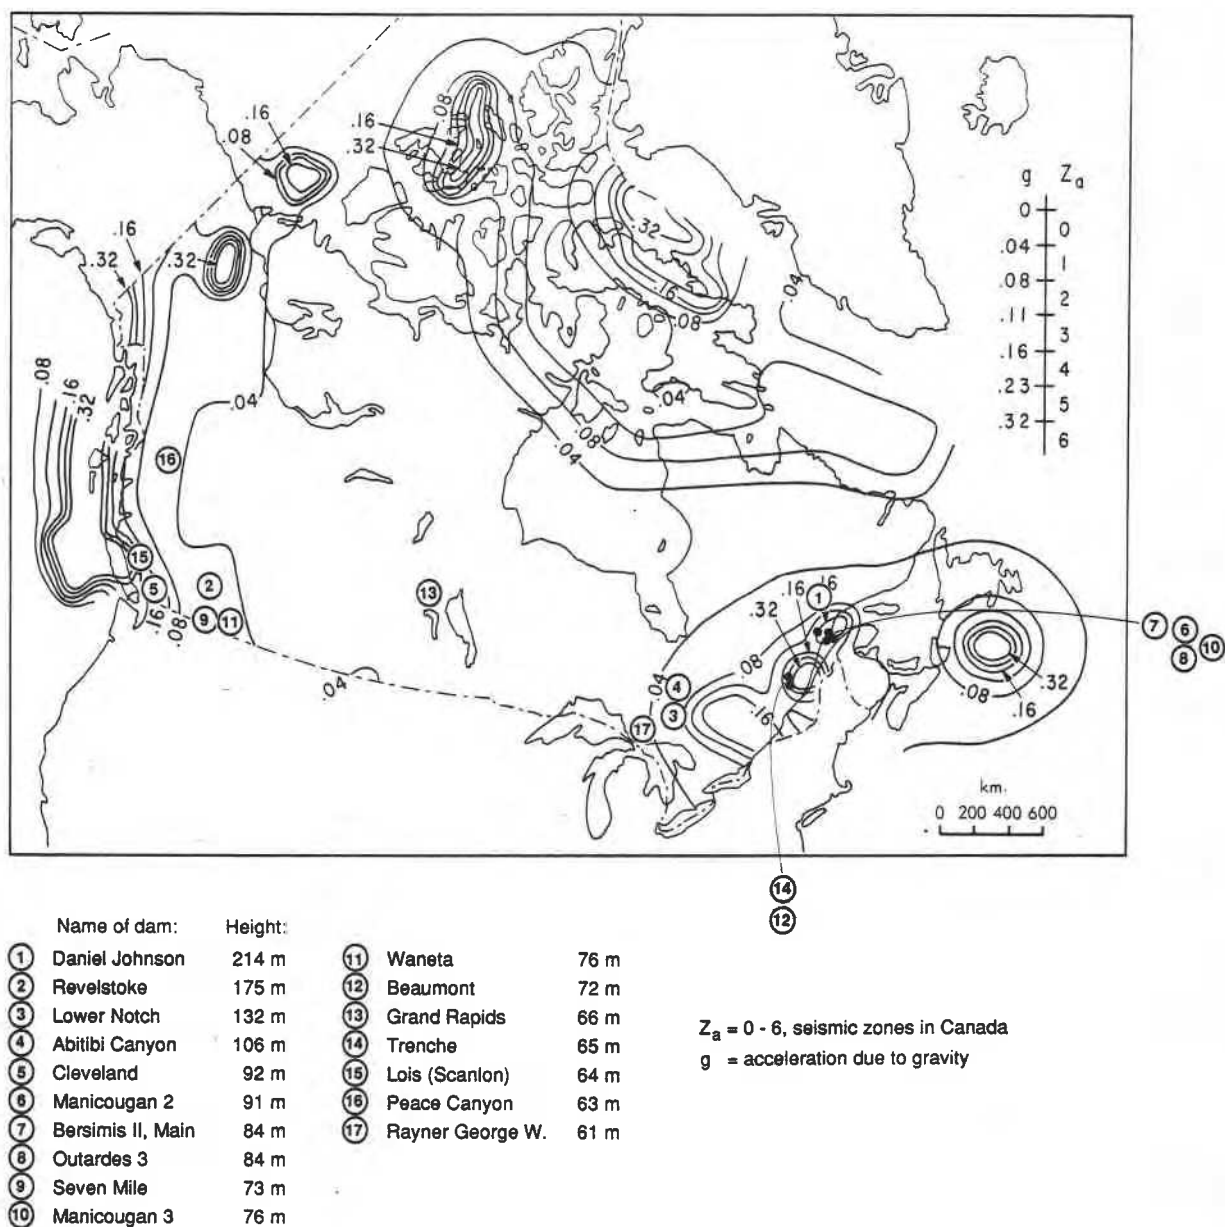 .16
.08
.08
.16
.32
.16
.32
.32
.32
.16
.08
.04
g Zₐ
0
0
.04
1
.08
2
.11
3
.16
4
.23
5
.32
6
.08
.16
.32
.04
.04
.08
.04
16
15
5
2
9 11
.16
.08
13
.04
.16
.16
1
.32
.08
.04
4
3
17
.16
.08
.32
.16
7 6
8 10
km.
0 200 400 600
14
12
Name of dam: Height:
1 Daniel Johnson 214 m
2 Revelstoke 175 m
3 Lower Notch 132 m
4 Abitibi Canyon 106 m
5 Cleveland 92 m
6 Manicougan 2 91 m
7 Bersimis II, Main 84 m
8 Outardes 3 84 m
9 Seven Mile 73 m
10 Manicougan 3 76 m
11 Waneta 76 m
12 Beaumont 72 m
13 Grand Rapids 66 m
14 Trenche 65 m
15 Lois (Scanlon) 64 m
16 Peace Canyon 63 m
17 Rayner George W. 61 m
Zₐ = 0 - 6, seismic zones in Canada
g = acceleration due to gravity